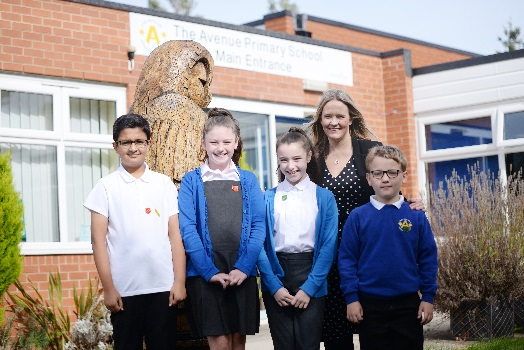 A
The Avenue Primary School
Main Entrance